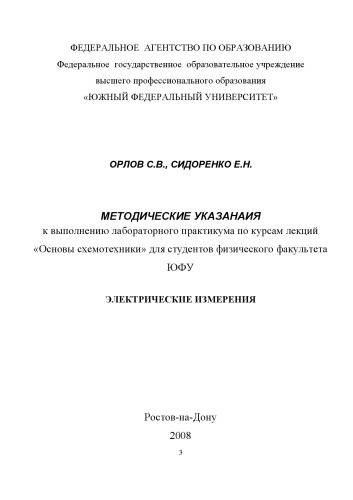 ФЕДЕРАЛЬНОЕ АГЕНТСТВО ПО ОБРАЗОВАНИЮ
Федеральное государственное образовательное учреждение
высшего профессионального образования
«ЮЖНЫЙ ФЕДЕРАЛЬНЫЙ УНИВЕРСИТЕТ»
ОРЛОВ С.В., СИДОРЕНКО Е.Н.
МЕТОДИЧЕСКИЕ УКАЗАНАИЯ
к выполнению лабораторного практикума по курсам лекций
«Основы схемотехники» для студентов физического факультета
ЮФУ
ЭЛЕКТРИЧЕСКИЕ ИЗМЕРЕНИЯ
Ростов-на-Дону
2008
3